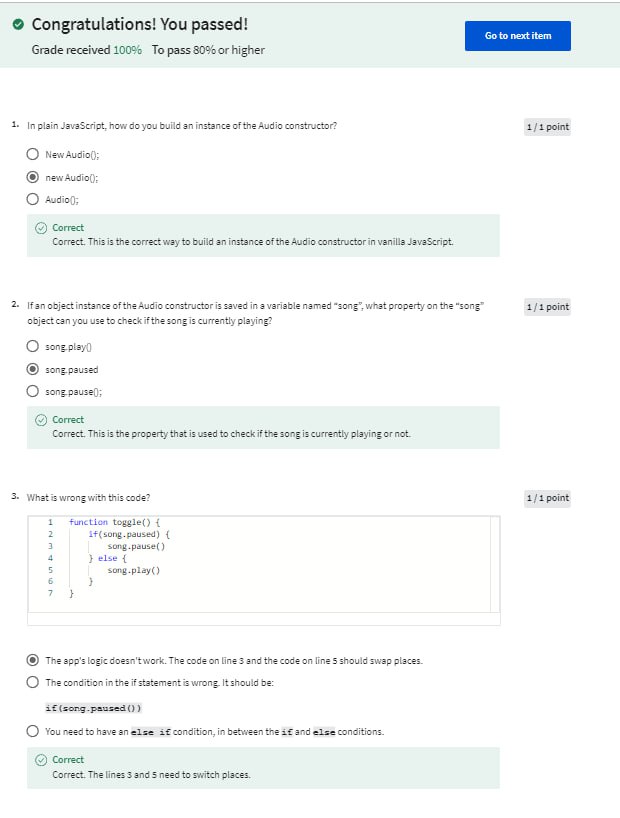 Congratulations! You passed!
Grade received 100% To pass 80% or higher
Go to next item
1. In plain JavaScript, how do you build an instance of the Audio constructor?
1 / 1 point
New Audio();
new Audio();
Audio();
Correct
Correct. This is the correct way to build an instance of the Audio constructor in vanilla JavaScript.
2. If an object instance of the Audio constructor is saved in a variable named "song", what property on the "song"
object can you use to check if the song is currently playing?
1 / 1 point
song.play()
song.paused
song.pause();
Correct
Correct. This is the property that is used to check if the song is currently playing or not.
3. What is wrong with this code?
1 / 1 point
1 function toggle() {
2 if(song.paused) {
3 song.pause()
4 } else {
5 song.play()
6 }
7 }
The app's logic doesn't work. The code on line 3 and the code on line 5 should swap places.
The condition in the if statement is wrong. It should be:
if(song.paused())
You need to have an else if condition, in between the if and else conditions.
Correct
Correct. The lines 3 and 5 need to switch places.